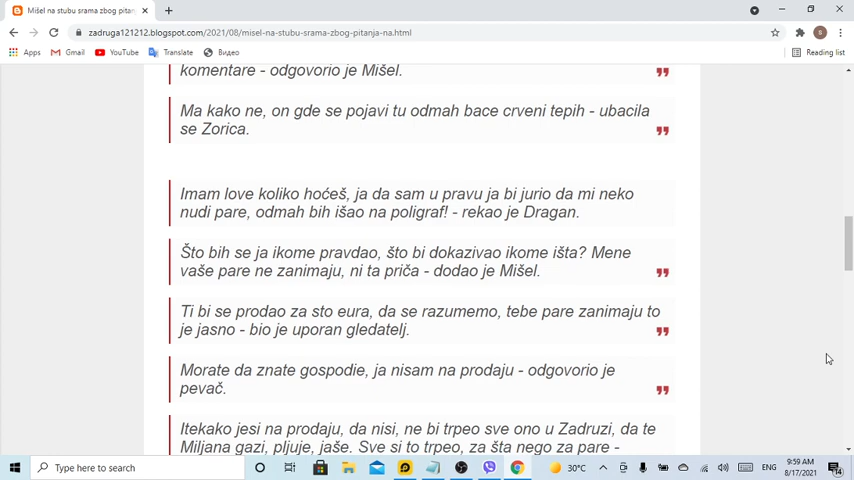 Mišel na stubu srama zbog pitanja
zadruga121212.blogspot.com/2021/08/misel-na-stubu-srama-zbog-pitanja-na.html
B
Apps
Gmail
YouTube
Translate
Видео
Reading list
komentare - odgovorio je Mišel.
Ma kako ne, on gde se pojavi tu odmah bace crveni tepih - ubacila
se Zorica.
Imam love koliko hoćeš, ja da sam u pravu ja bi jurio da mi neko
nudi pare, odmah bih išao na poligraf! - rekao je Dragan.
Što bih se ja ikome pravdao, što bi dokazivao ikome išta? Mene
vaše pare ne zanimaju, ni ta priča - dodao je Mišel.
Ti bi se prodao za sto eura, da se razumemo, tebe pare zanimaju to
je jasno - bio je uporan gledatelj.
Morate da znate gospodie, ja nisam na prodaju - odgovorio je
pevač.
Itekako jesi na prodaju, da nisi, ne bi trpeo sve ono u Zadruzi, da te
Miljana gazi, pljuje, jaše. Sve si to trpeo, za šta nego za pare -
Type here to search
30°C
ENG
9:59 AM
8/17/2021
14